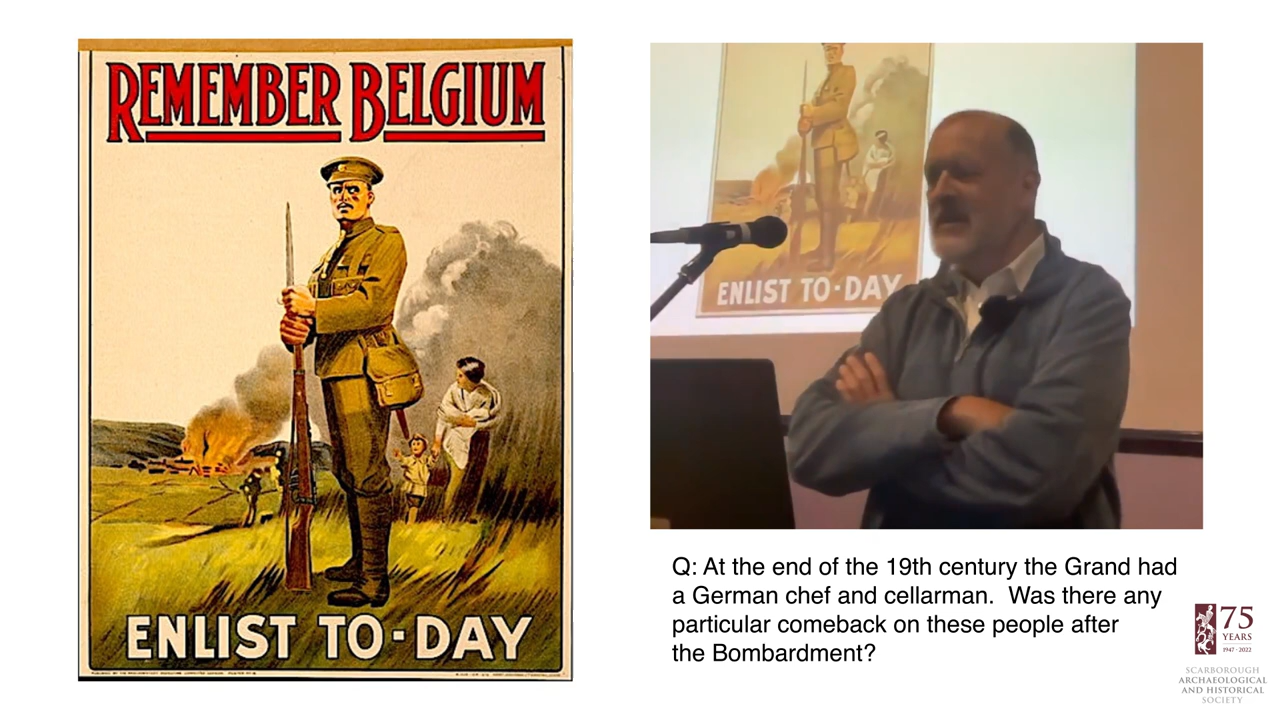 REMEMBER BELGIUM
ENLIST TO-DAY
ENLIST TO-DAY
Q: At the end of the 19th century the Grand had
a German chef and cellarman.  Was there any
particular comeback on these people after
the Bombardment?
75
YEARS
1947 - 2022
SCARBOROUGH
ARCHAEOLOGICAL
AND HISTORICAL
SOCIETY